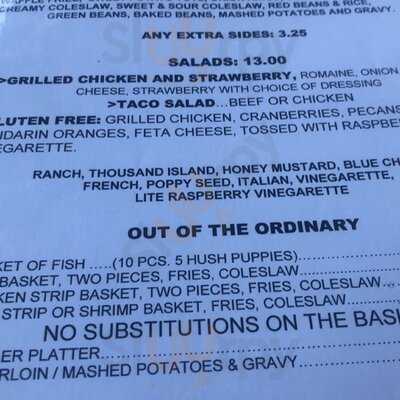 CREAMY COLESLAW, SWEET & SOUR COLESLAW, RED BEANS & RICE,
GREEN BEANS, BAKED BEANS, MASHED POTATOES AND GRAVY.
ANY EXTRA SIDES: 3.25
SALADS: 13.00
>GRILLED CHICKEN AND STRAWBERRY, ROMAINE, ONION
CHEESE, STRAWBERRY WITH CHOICE OF DRESSING
>TACO SALAD...BEEF OR CHICKEN
LUTEN FREE: GRILLED CHICKEN, CRANBERRIES, PECANS
DARIN ORANGES, FETA CHEESE, TOSSED WITH RASPBE
EGARETTE.
RANCH, THOUSAND ISLAND, HONEY MUSTARD, BLUE CH
FRENCH, POPPY SEED, ITALIAN, VINEGARETTE,
LITE RASPBERRY VINEGARETTE
OUT OF THE ORDINARY
KET OF FISH .....(10 PCS. 5 HUSH PUPPIES)
BASKET, TWO PIECES, FRIES, COLESLAW
KEN STRIP BASKET, TWO PIECES, FRIES, COLESLAW
STRIP OR SHRIMP BASKET, FRIES, COLESLAW
NO SUBSTITUTIONS ON THE BAS
ER PLATTER
RLOIN / MASHED POTATOES & GRAVY